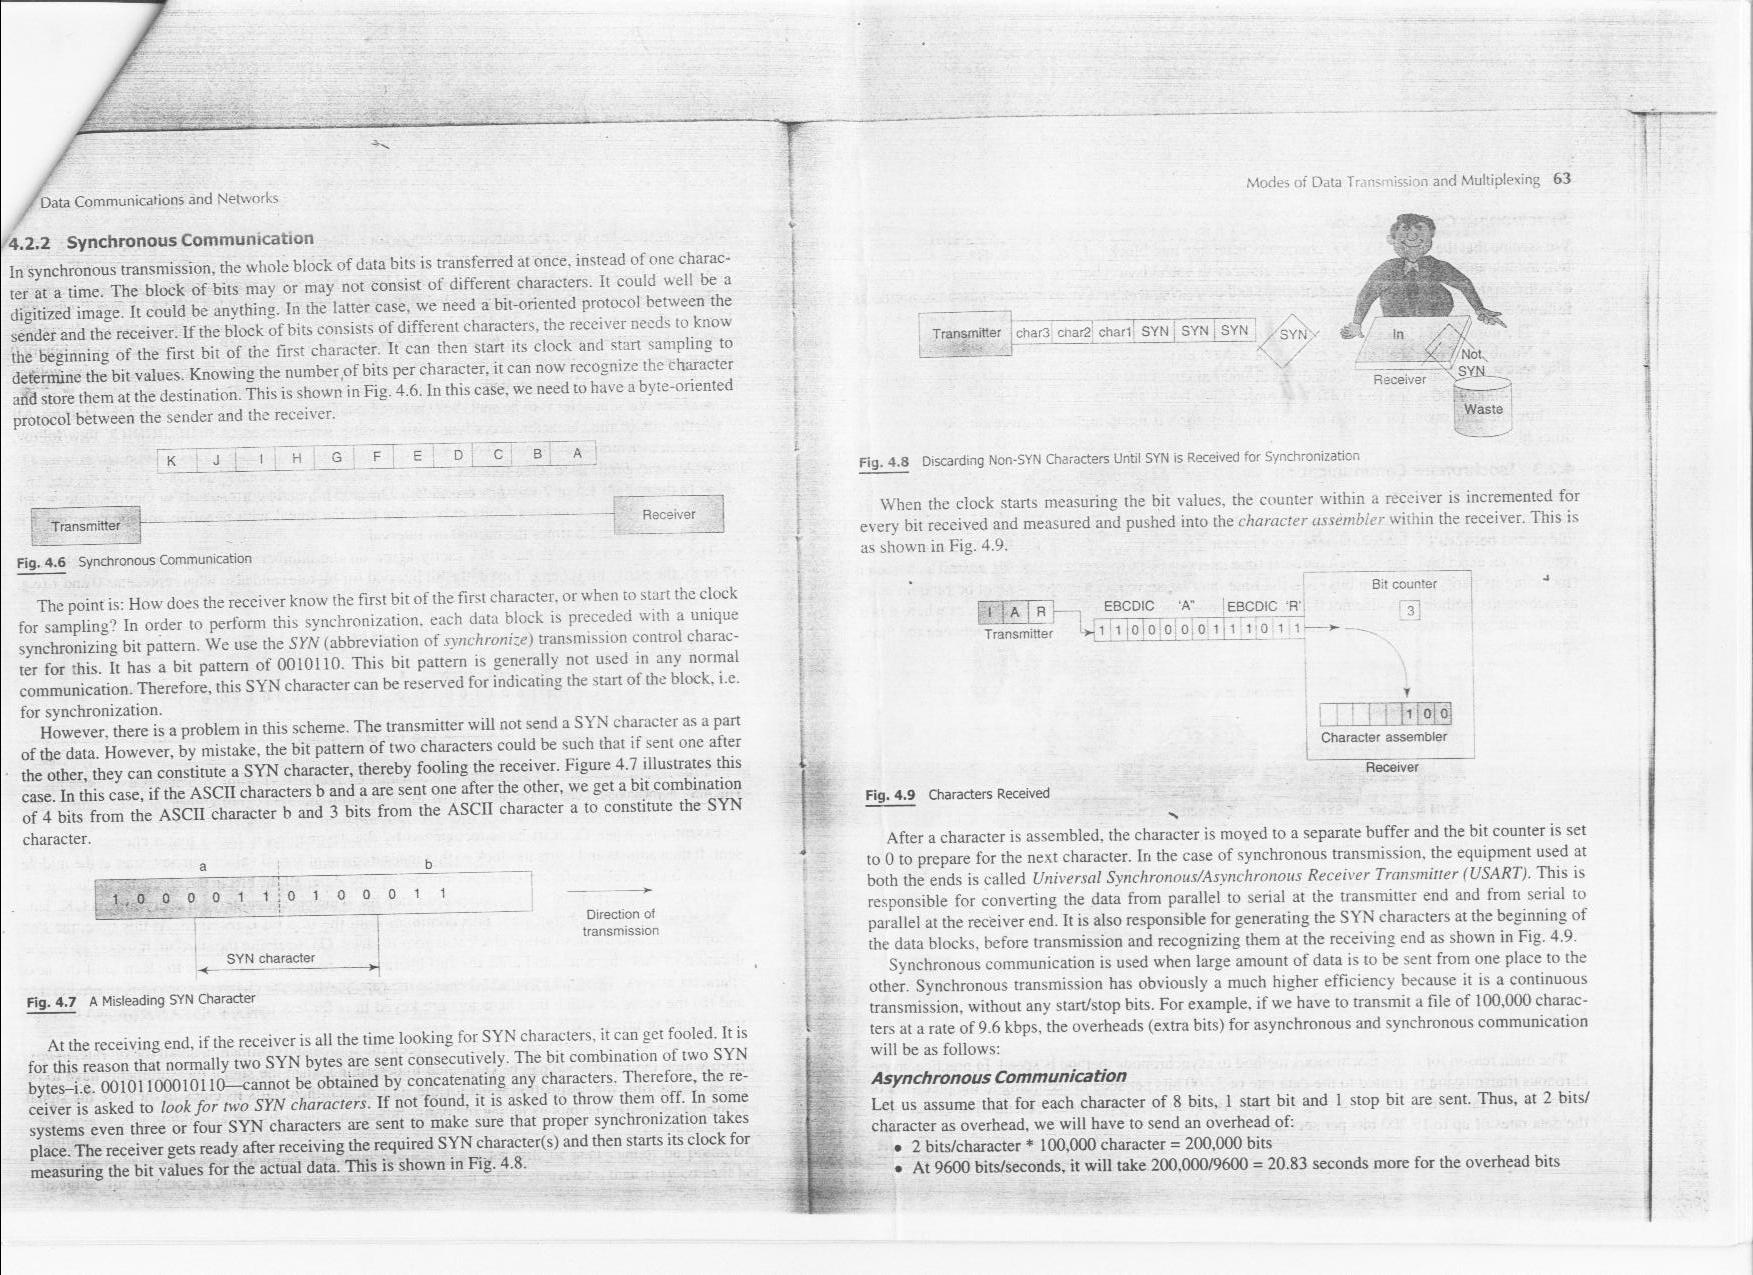 Data Communications and Networks
4.2.2 Synchronous Communication
In synchronous transmission, the whole block of data bits is transferred at once, instead of one charac-
ter at a time. The block of bits may or may not consist of different characters. It could well be a
digitized image. It could be anything. In the latter case, we need a bit-oriented protocol between the
sender and the receiver. If the block of bits consists of different characters, the receiver needs to know
the beginning of the first bit of the first character. It can then start its clock and start sampling to
determine the bit values. Knowing the number of bits per character, it can now recognize the character
and store them at the destination. This is shown in Fig. 4.6. In this case, we need to have a byte-oriented
protocol between the sender and the receiver.
K J I H G F E D C B A
Transmitter
Receiver
Fig. 4.6 Synchronous Communication
The point is: How does the receiver know the first bit of the first character, or when to start the clock
for sampling? In order to perform this synchronization, each data block is preceded with a unique
synchronizing bit pattern. We use the SYN (abbreviation of synchronize) transmission control charac-
ter for this. It has a bit pattern of 0010110. This bit pattern is generally not used in any normal
communication. Therefore, this SYN character can be reserved for indicating the start of the block, i.e.
for synchronization.
However, there is a problem in this scheme. The transmitter will not send a SYN character as a part
of the data. However, by mistake, the bit pattern of two characters could be such that if sent one after
the other, they can constitute a SYN character, thereby fooling the receiver. Figure 4.7 illustrates this
case. In this case, if the ASCII characters b and a are sent one after the other, we get a bit combination
of 4 bits from the ASCII character b and 3 bits from the ASCII character a to constitute the SYN
character.
a b
1 0 0 0 0 1 1 0 1 0 0 0 1 1
Direction of
transmission
SYN character
Fig. 4.7 A Misleading SYN Character
At the receiving end, if the receiver is all the time looking for SYN characters, it can get fooled. It is
for this reason that normally two SYN bytes are sent consecutively. The bit combination of two SYN
bytes–i.e. 00101100010110—cannot be obtained by concatenating any characters. Therefore, the re-
ceiver is asked to look for two SYN characters. If not found, it is asked to throw them off. In some
systems even three or four SYN characters are sent to make sure that proper synchronization takes
place. The receiver gets ready after receiving the required SYN character(s) and then starts its clock for
measuring the bit values for the actual data. This is shown in Fig. 4.8.
Modes of Data Transmission and Multiplexing 63
Transmitter char3 char2 char1 SYN SYN SYN SYN In
Not
SYN
Receiver
Waste
Fig. 4.8 Discarding Non-SYN Characters Until SYN is Received for Synchronization
When the clock starts measuring the bit values, the counter within a receiver is incremented for
every bit received and measured and pushed into the character assembler within the receiver. This is
as shown in Fig. 4.9.
Bit counter
3
I A R
EBCDIC 'A" EBCDIC 'R'
Transmitter
1 1 0 0 0 0 0 1 1 1 0 1 1
1 0 0
Character assembler
Receiver
Fig. 4.9 Characters Received
After a character is assembled, the character is moved to a separate buffer and the bit counter is set
to 0 to prepare for the next character. In the case of synchronous transmission, the equipment used at
both the ends is called Universal Synchronous/Asynchronous Receiver Transmitter (USART). This is
responsible for converting the data from parallel to serial at the transmitter end and from serial to
parallel at the receiver end. It is also responsible for generating the SYN characters at the beginning of
the data blocks, before transmission and recognizing them at the receiving end as shown in Fig. 4.9.
Synchronous communication is used when large amount of data is to be sent from one place to the
other. Synchronous transmission has obviously a much higher efficiency because it is a continuous
transmission, without any start/stop bits. For example, if we have to transmit a file of 100,000 charac-
ters at a rate of 9.6 kbps, the overheads (extra bits) for asynchronous and synchronous communication
will be as follows:
Asynchronous Communication
Let us assume that for each character of 8 bits, 1 start bit and 1 stop bit are sent. Thus, at 2 bits/
character as overhead, we will have to send an overhead of:
• 2 bits/character * 100,000 character = 200,000 bits
• At 9600 bits/seconds, it will take 200,000/9600 = 20.83 seconds more for the overhead bits